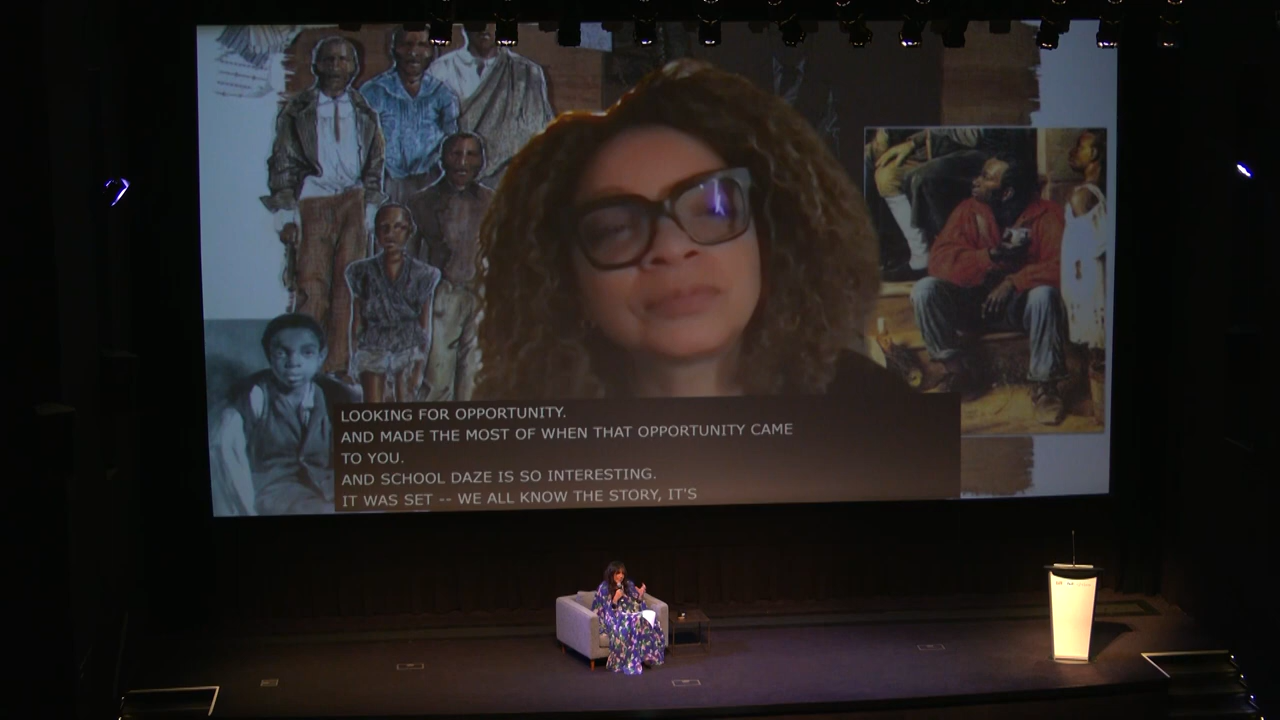 LOOKING FOR OPPORTUNITY.
AND MADE THE MOST OF WHEN THAT OPPORTUNITY CAME
TO YOU.
AND SCHOOL DAZE IS SO INTERESTING.
IT WAS SET -- WE ALL KNOW THE STORY, IT'S